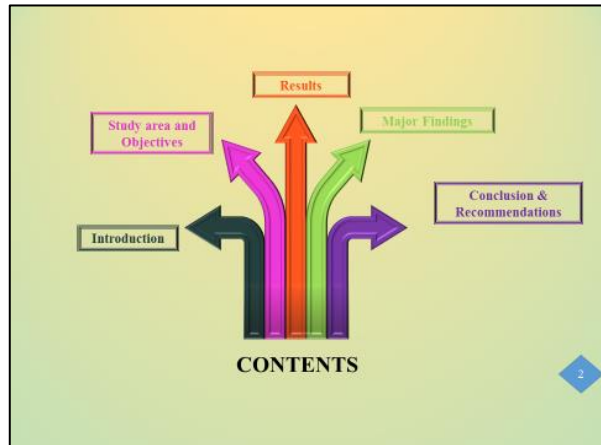 Results
Study area and
Objectives
Major Findings
Conclusion &
Recommendations
Introduction
CONTENTS
2